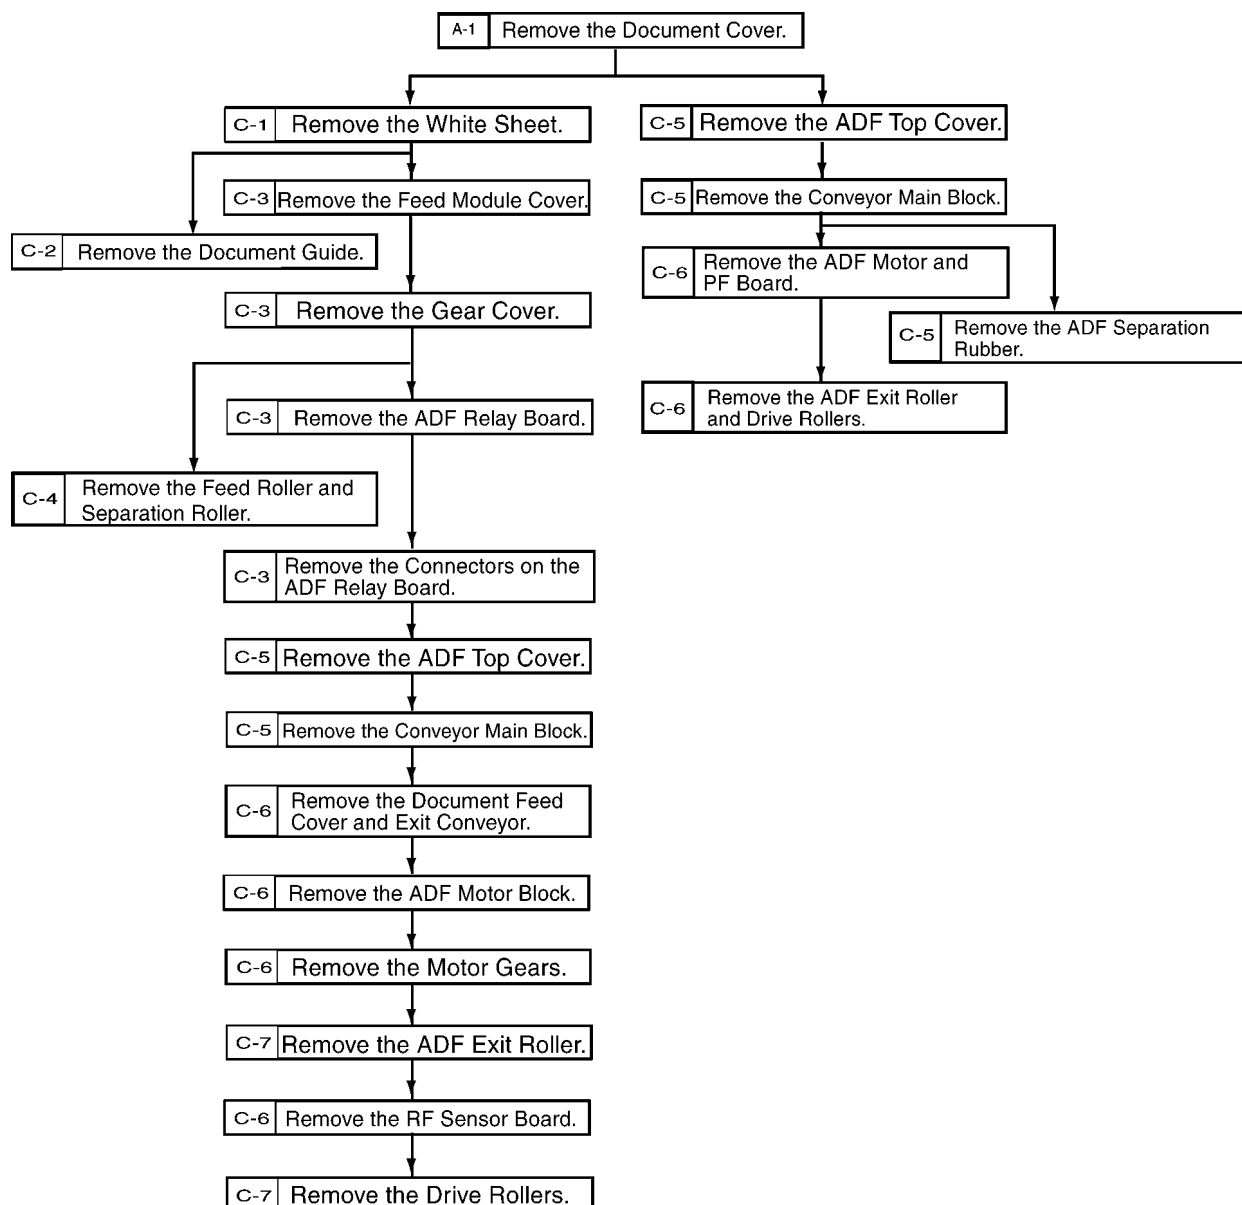 A-1 Remove the Document Cover.
C-1 Remove the White Sheet.
C-3 Remove the Feed Module Cover.
C-2 Remove the Document Guide.
C-3 Remove the Gear Cover.
C-3 Remove the ADF Relay Board.
C-4 Remove the Feed Roller and
Separation Roller.
C-3 Remove the Connectors on the
ADF Relay Board.
C-5 Remove the ADF Top Cover.
C-5 Remove the Conveyor Main Block.
C-6 Remove the Document Feed
Cover and Exit Conveyor.
C-6 Remove the ADF Motor Block.
C-6 Remove the Motor Gears.
C-7 Remove the ADF Exit Roller.
C-6 Remove the RF Sensor Board.
C-7 Remove the Drive Rollers.
C-5 Remove the ADF Top Cover.
C-5 Remove the Conveyor Main Block.
C-6 Remove the ADF Motor and
PF Board.
C-5 Remove the ADF Separation
Rubber.
C-6 Remove the ADF Exit Roller
and Drive Rollers.